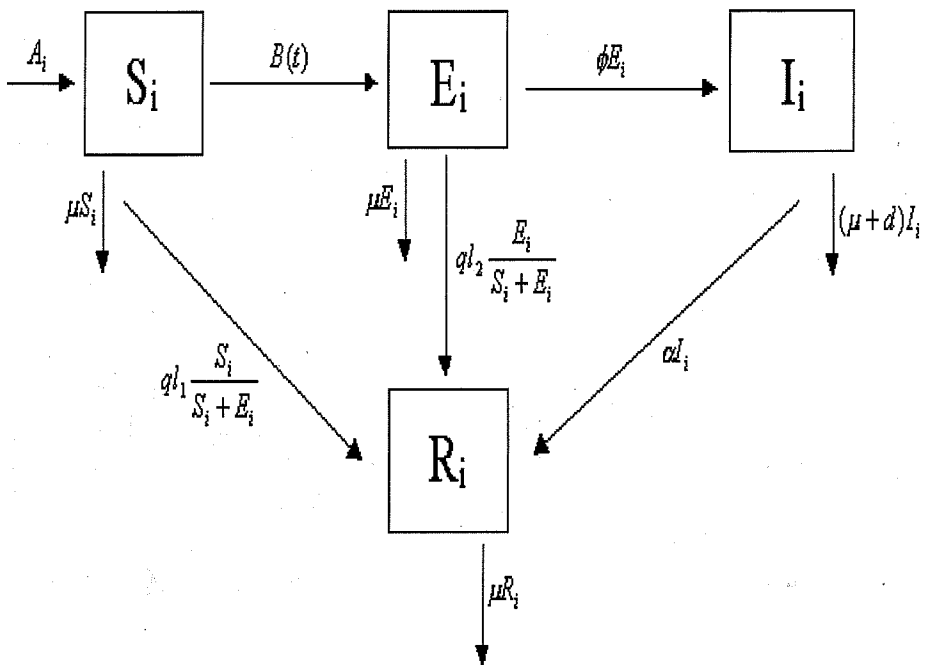 A_i
S_i
B(t)
E_i
ϕE_i
I_i
μS_i
μE_i
(μ + d)I_i
ql_2 E_i / (S_i + E_i)
ql_1 S_i / (S_i + E_i)
αI_i
R_i
μR_i